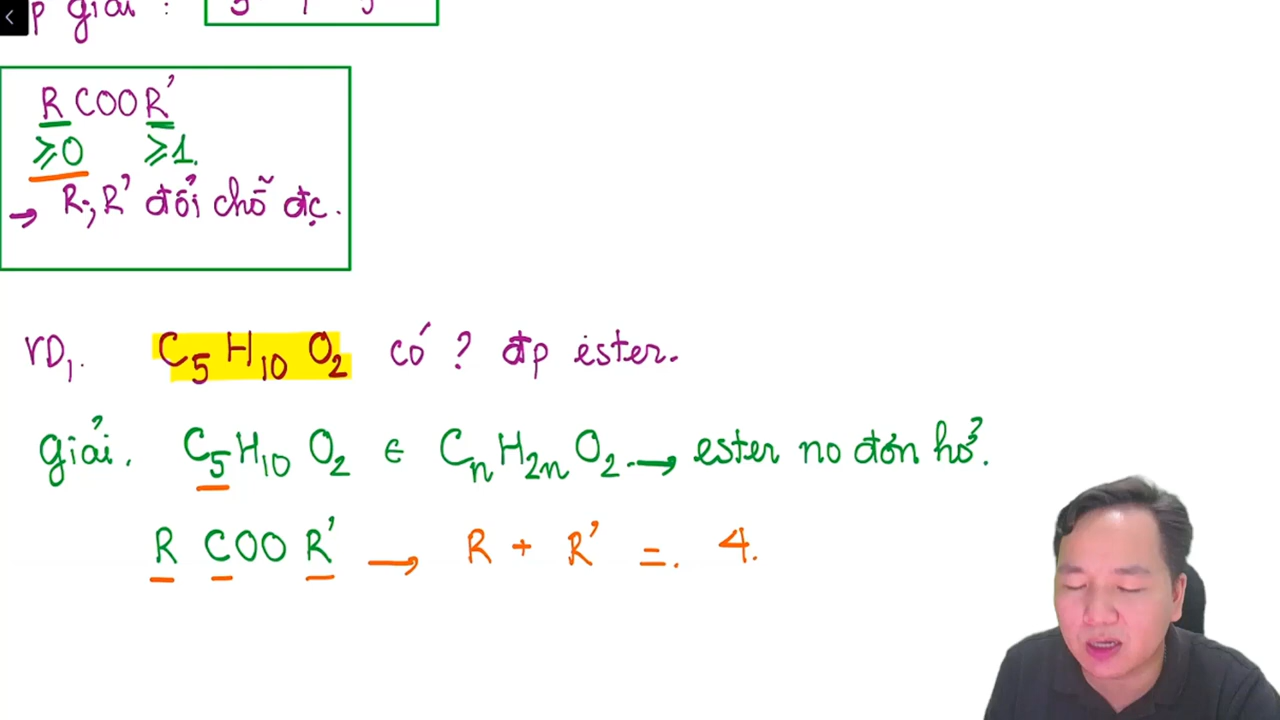 p giải :
RCOOR'
≥0 ≥1.
→ R, R' đổi chỗ đc.
VD1. C5H10O2 có ? đp ester.
giải. C5H10O2 ∈ CnH2nO2 → ester no đơn hở.
RCOOR' → R + R' = 4.